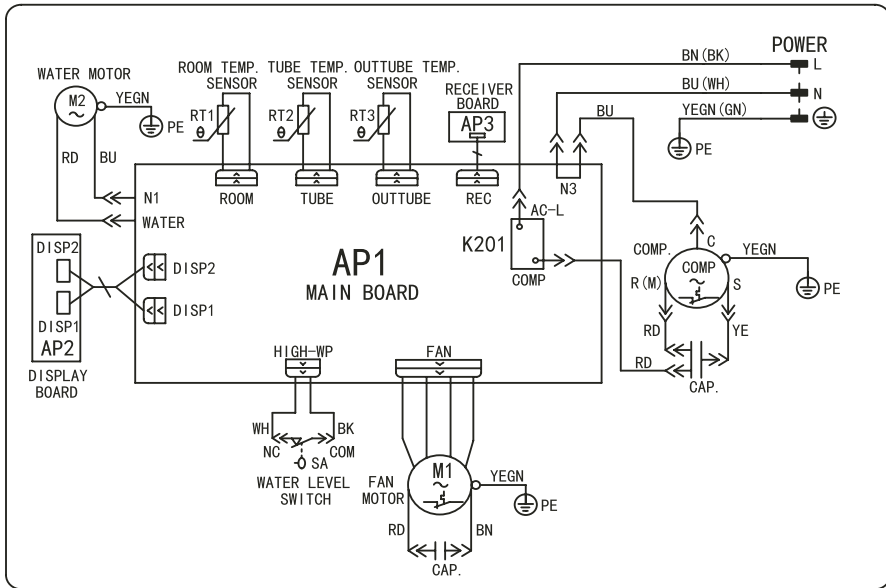 POWER
BN(BK)
L
BU(WH)
N
YEGN(GN)
PE
BU
WATER MOTOR
M2
YEGN
PE
RD
BU
ROOM TEMP.
SENSOR
TUBE TEMP.
SENSOR
OUTTUBE TEMP.
SENSOR
RT1
θ
RT2
θ
RT3
θ
RECEIVER
BOARD
AP3
ROOM
TUBE
OUTTUBE
REC
N3
N1
WATER
AC-L
K201
COMP
AP1
MAIN BOARD
DISP2
DISP1
DISP2
DISP1
AP2
DISPLAY
BOARD
COMP.
C
COMP
YEGN
PE
R(M)
S
RD
YE
RD
CAP.
HIGH-WP
FAN
WH
BK
NC
COM
SA
WATER LEVEL
SWITCH
FAN
MOTOR
M1
YEGN
PE
RD
BN
CAP.